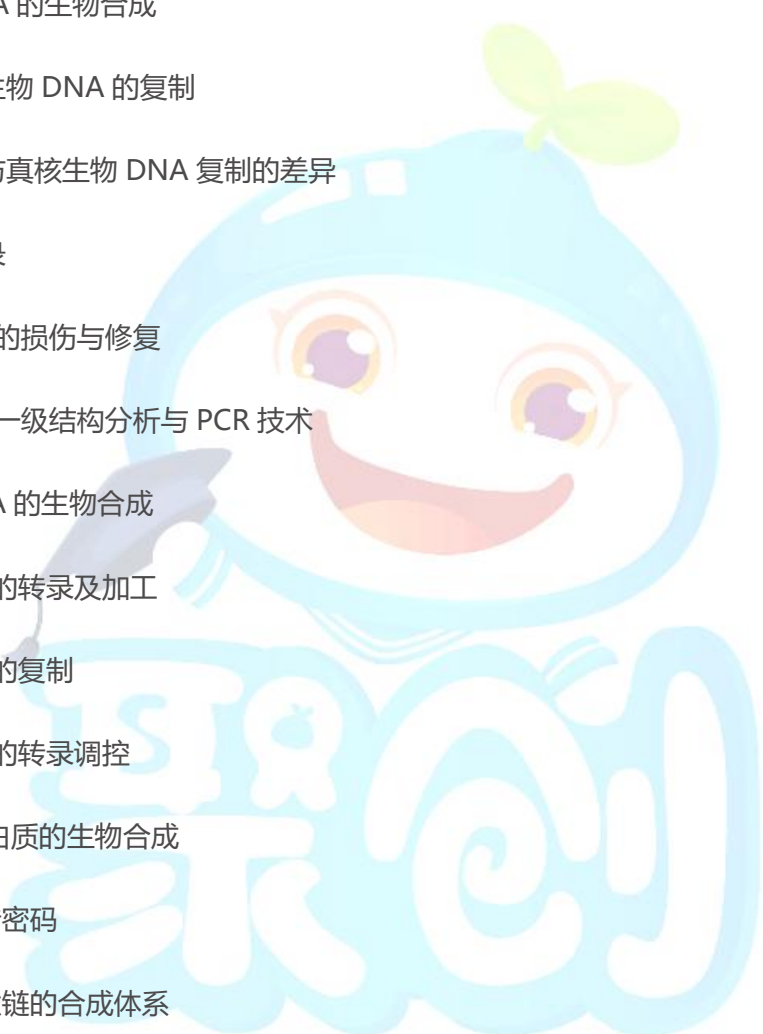 A 的生物合成
生物 DNA 的复制
与真核生物 DNA 复制的差异
录
的损伤与修复
一级结构分析与 PCR 技术
A 的生物合成
的转录及加工
的复制
的转录调控
白质的生物合成
密码
链的合成体系
聚创